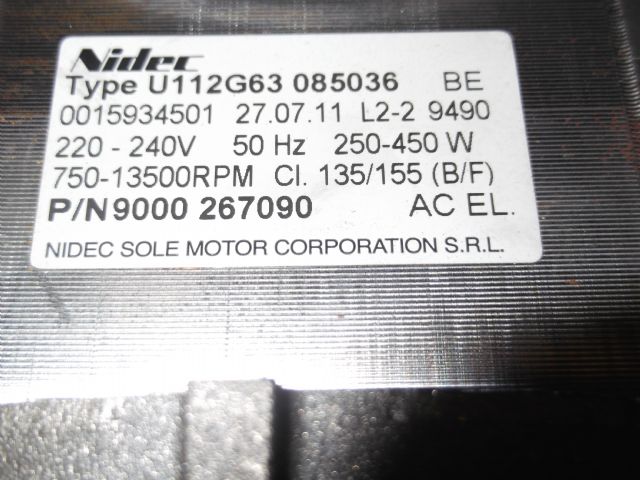 Nidec
Type U112G63 085036 BE
0015934501 27.07.11 L2-2 9490
220 - 240V 50 Hz 250-450 W
750-13500RPM Cl. 135/155 (B/F)
P/N9000 267090 AC EL.
NIDEC SOLE MOTOR CORPORATION S.R.L.